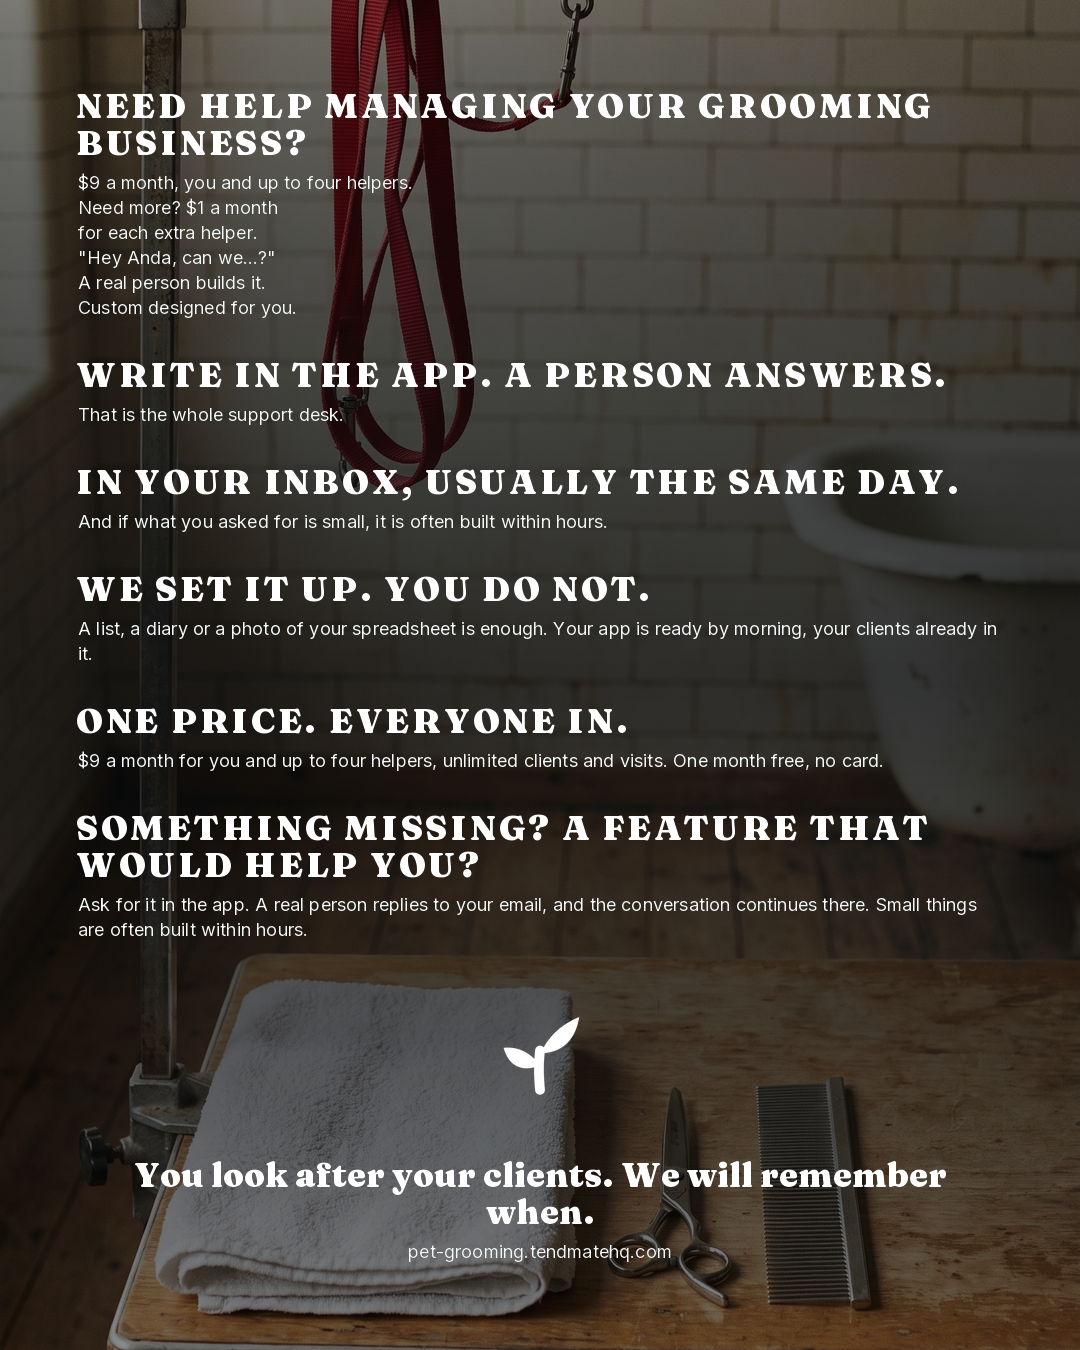 NEED HELP MANAGING YOUR GROOMING
BUSINESS?
$9 a month, you and up to four helpers.
Need more? $1 a month
for each extra helper.
"Hey Anda, can we...?"
A real person builds it.
Custom designed for you.
WRITE IN THE APP. A PERSON ANSWERS.
That is the whole support desk.
IN YOUR INBOX, USUALLY THE SAME DAY.
And if what you asked for is small, it is often built within hours.
WE SET IT UP. YOU DO NOT.
A list, a diary or a photo of your spreadsheet is enough. Your app is ready by morning, your clients already in
it.
ONE PRICE. EVERYONE IN.
$9 a month for you and up to four helpers, unlimited clients and visits. One month free, no card.
SOMETHING MISSING? A FEATURE THAT
WOULD HELP YOU?
Ask for it in the app. A real person replies to your email, and the conversation continues there. Small things
are often built within hours.
You look after your clients. We will remember
when.
pet-grooming.tendmatehq.com